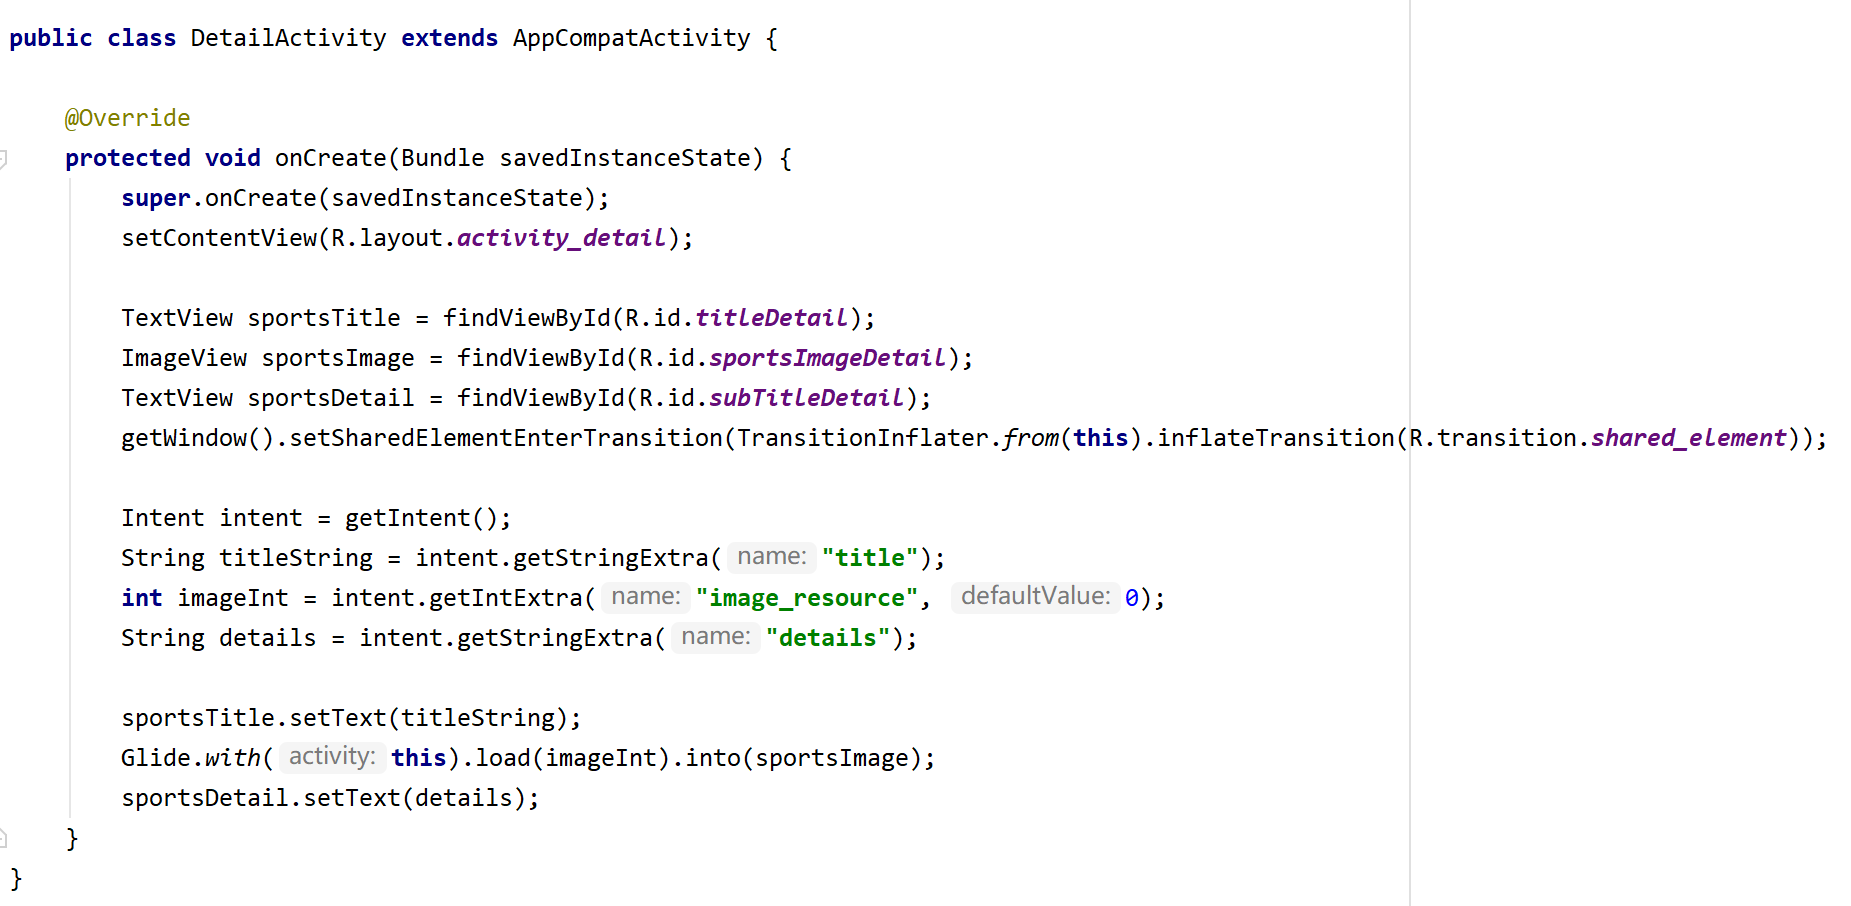 public class DetailActivity extends AppCompatActivity {
@Override
protected void onCreate(Bundle savedInstanceState) {
super.onCreate(savedInstanceState);
setContentView(R.layout.activity_detail);
TextView sportsTitle = findViewById(R.id.titleDetail);
ImageView sportsImage = findViewById(R.id.sportsImageDetail);
TextView sportsDetail = findViewById(R.id.subTitleDetail);
getWindow().setSharedElementEnterTransition(TransitionInflater.from(this).inflateTransition(R.transition.shared_element));
Intent intent = getIntent();
String titleString = intent.getStringExtra( name: "title");
int imageInt = intent.getIntExtra( name: "image_resource", defaultValue: 0);
String details = intent.getStringExtra( name: "details");
sportsTitle.setText(titleString);
Glide.with( activity: this).load(imageInt).into(sportsImage);
sportsDetail.setText(details);
}
}